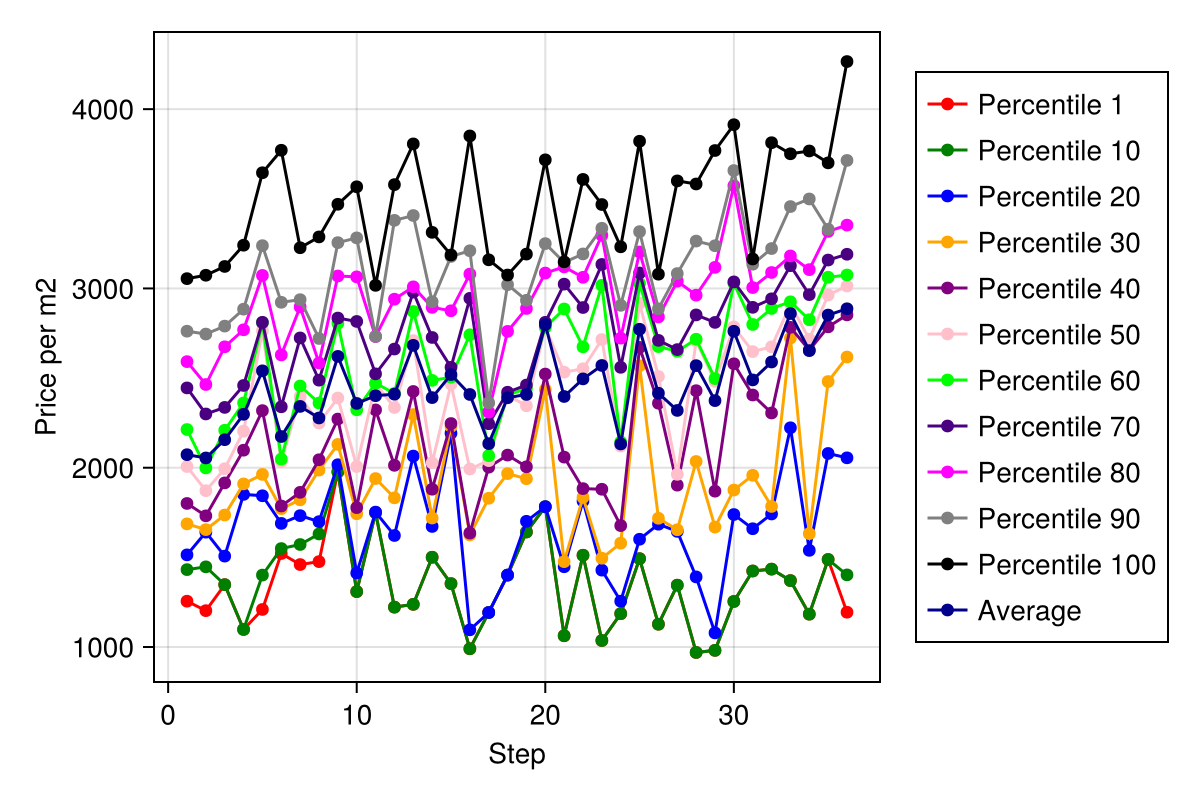 4000
3000
2000
1000
Price per m2
0 10 20 30
Step
Percentile 1
Percentile 10
Percentile 20
Percentile 30
Percentile 40
Percentile 50
Percentile 60
Percentile 70
Percentile 80
Percentile 90
Percentile 100
Average